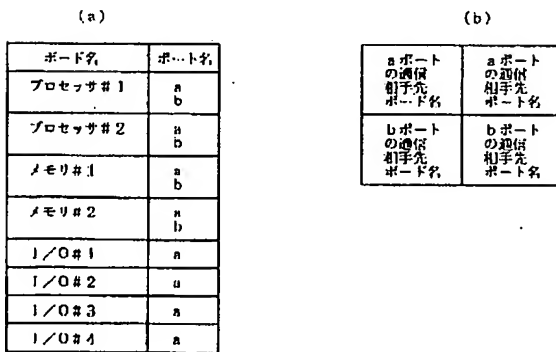 (a)
ボード名 ポート名
プロセッサ#1 a
b
プロセッサ#2 a
b
メモリ#1 a
b
メモリ#2 a
b
I/O#1 a
I/O#2 a
I/O#3 a
I/O#4 a
(b)
aポート
の通信
相手先
ボード名
aポート
の通信
相手先
ポート名
bポート
の通信
相手先
ボード名
bポート
の通信
相手先
ポート名